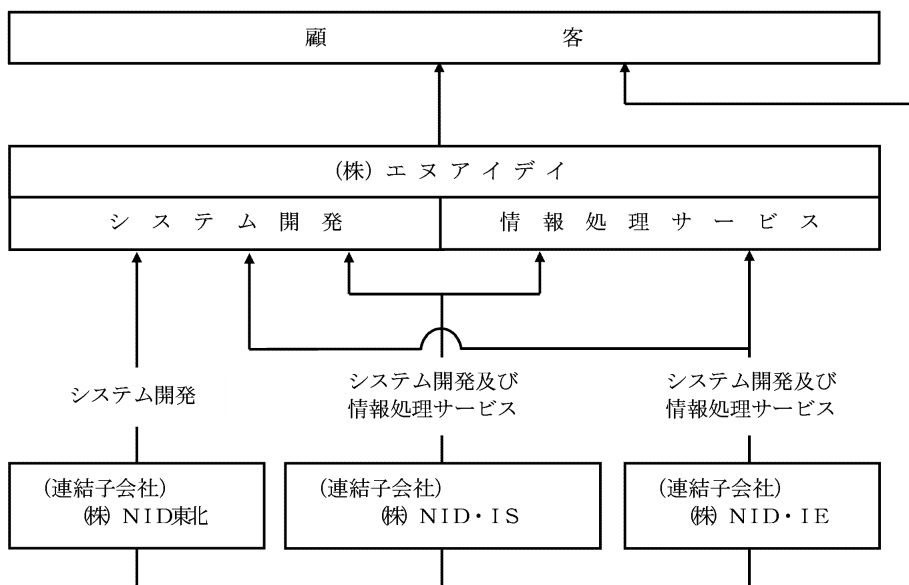 顧客
(株)エヌアイデイ
システム開発
情報処理サービス
システム開発
システム開発及び
情報処理サービス
システム開発及び
情報処理サービス
(連結子会社)
(株) NID東北
(連結子会社)
(株) NID・IS
(連結子会社)
(株) NID・IE